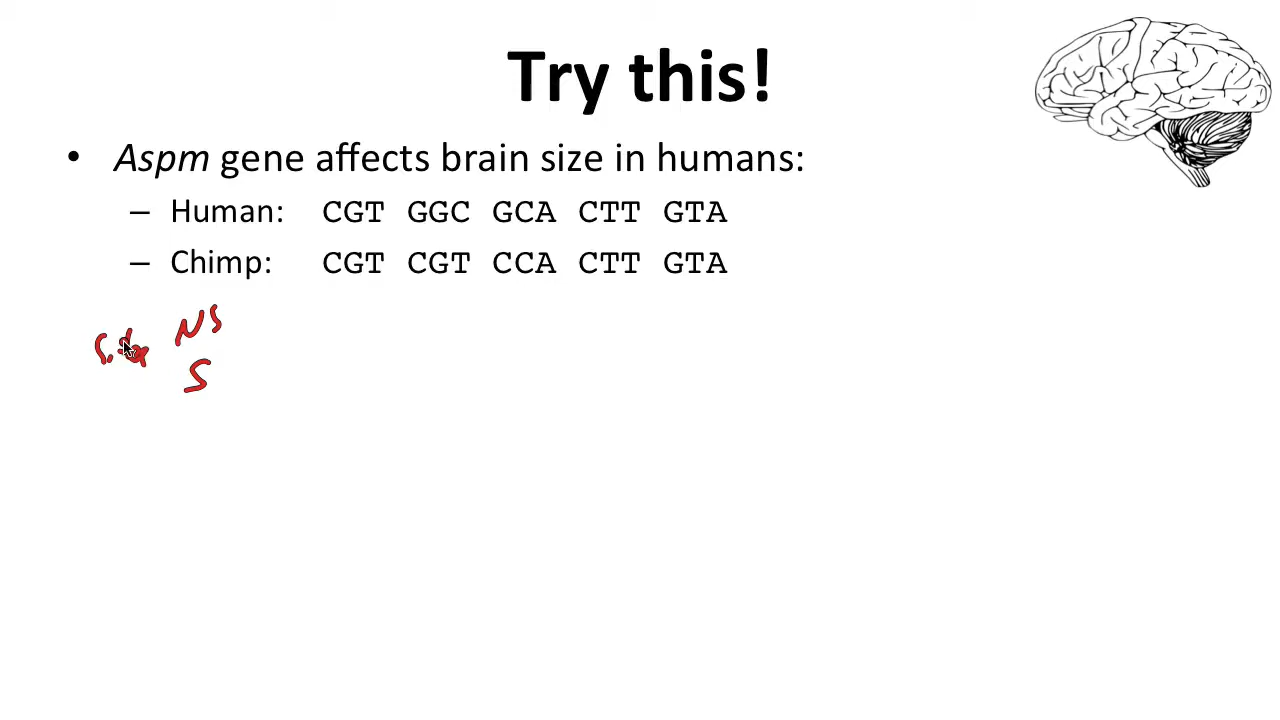 Try this!
• Aspm gene affects brain size in humans:
– Human: CGT GGC GCA CTT GTA
– Chimp: CGT CGT CCA CTT GTA
NS
S